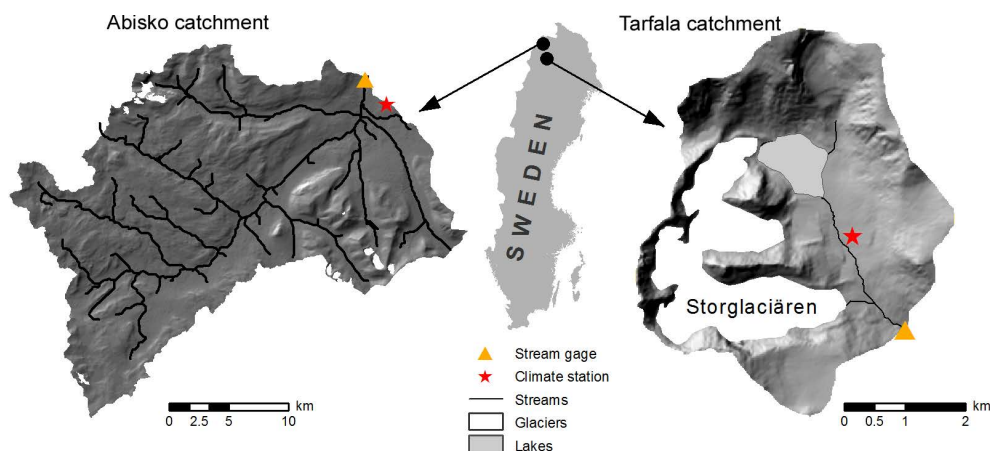 Abisko catchment
Tarfala catchment
SWEDEN
Storglaciären
Stream gage
Climate station
Streams
Glaciers
Lakes
km
0 2.5 5 10
km
0 0.5 1 2